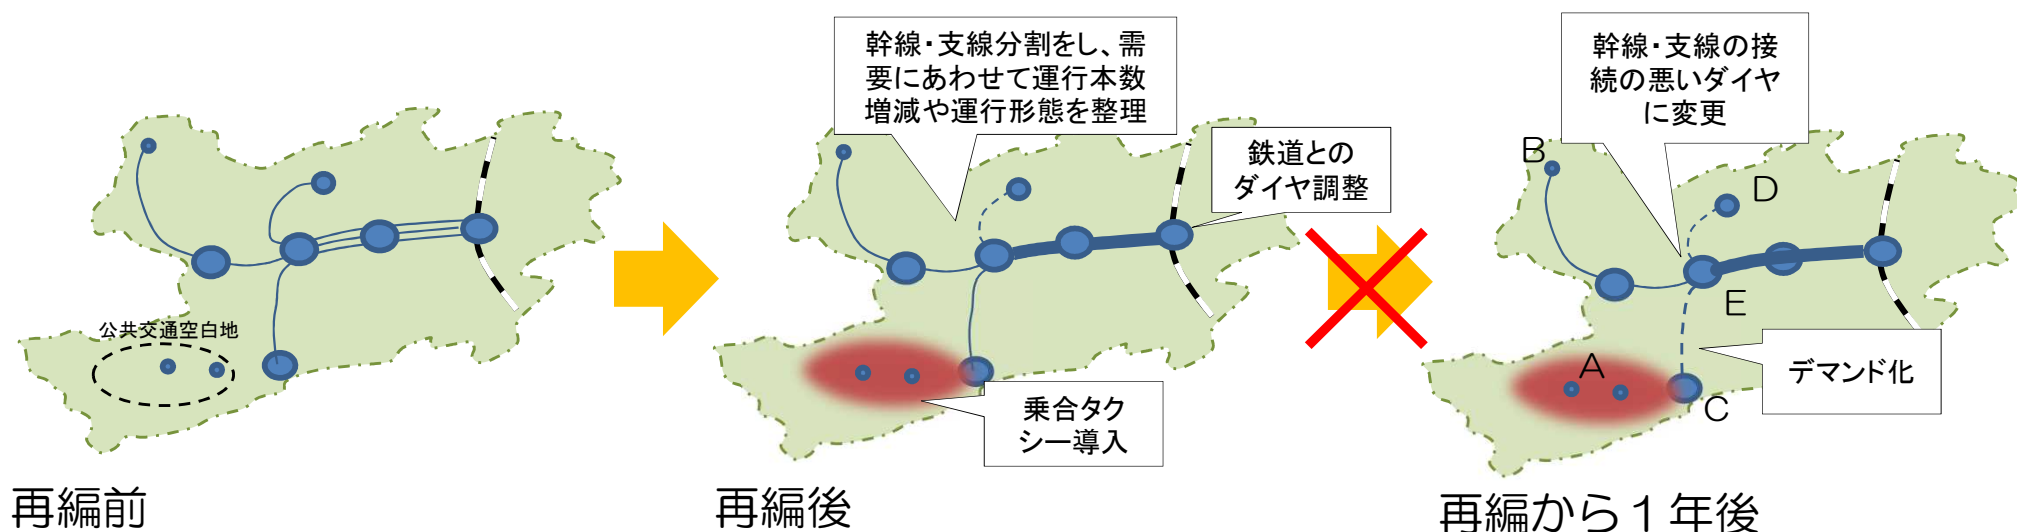 公共交通空白地
再編前
幹線・支線分割をし、需
要にあわせて運行本数
増減や運行形態を整理
鉄道との
ダイヤ調整
乗合タク
シー導入
再編後
幹線・支線の接
続の悪いダイヤ
に変更
B
D
E
A
C
デマンド化
再編から１年後